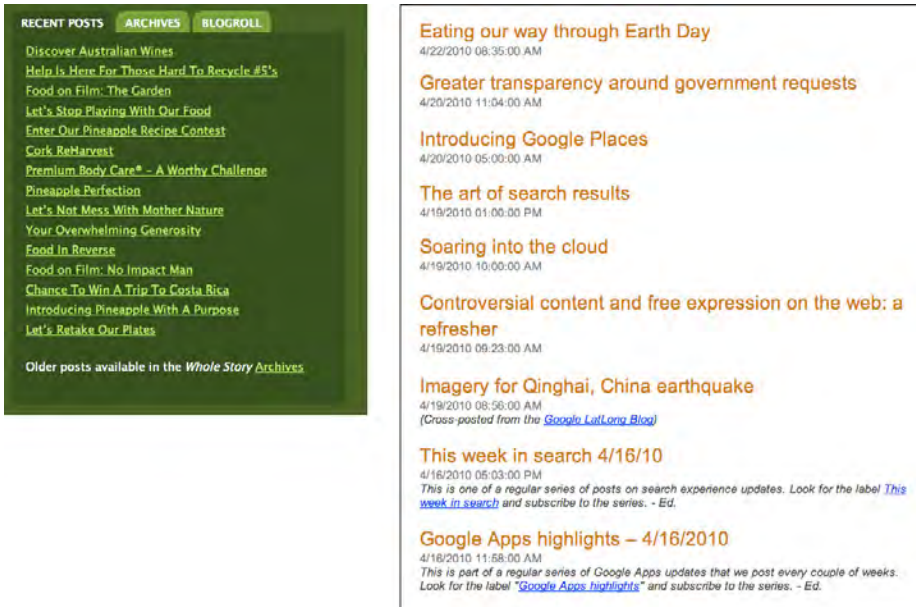 RECENT POSTS ARCHIVES BLOGROLL
Discover Australian Wines
Help Is Here For Those Hard To Recycle #5's
Food on Film: The Garden
Let's Stop Playing With Our Food
Enter Our Pineapple Recipe Contest
Cork ReHarvest
Premium Body Care® - A Worthy Challenge
Pineapple Perfection
Let's Not Mess With Mother Nature
Your Overwhelming Generosity
Food In Reverse
Food on Film: No Impact Man
Chance To Win A Trip To Costa Rica
Introducing Pineapple With A Purpose
Let's Retake Our Plates
Older posts available in the Whole Story Archives
Eating our way through Earth Day
4/22/2010 08:35:00 AM
Greater transparency around government requests
4/20/2010 11:04:00 AM
Introducing Google Places
4/20/2010 05:00:00 AM
The art of search results
4/19/2010 01:00:00 PM
Soaring into the cloud
4/19/2010 10:00:00 AM
Controversial content and free expression on the web: a
refresher
4/19/2010 09:23:00 AM
Imagery for Qinghai, China earthquake
4/19/2010 08:56:00 AM
(Cross-posted from the Google LatLong Blog)
This week in search 4/16/10
4/16/2010 05:03:00 PM
This is one of a regular series of posts on search experience updates. Look for the label This
week in search and subscribe to the series. - Ed.
Google Apps highlights – 4/16/2010
4/16/2010 11:58:00 AM
This is part of a regular series of Google Apps updates that we post every couple of weeks.
Look for the label "Google Apps highlights" and subscribe to the series. - Ed.